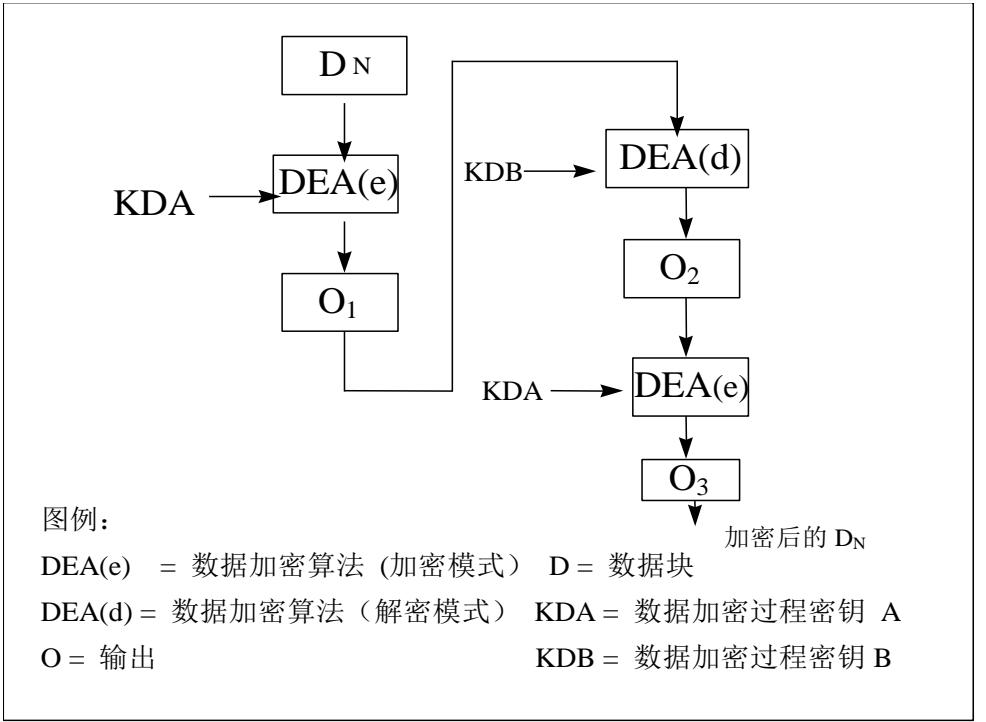 D N
KDA
DEA(e)
O₁
KDB
DEA(d)
O₂
KDA
DEA(e)
O₃
加密后的 D_N
图例：
DEA(e) = 数据加密算法 (加密模式） D = 数据块
DEA(d) = 数据加密算法（解密模式） KDA = 数据加密过程密钥 A
O = 输出 KDB = 数据加密过程密钥 B